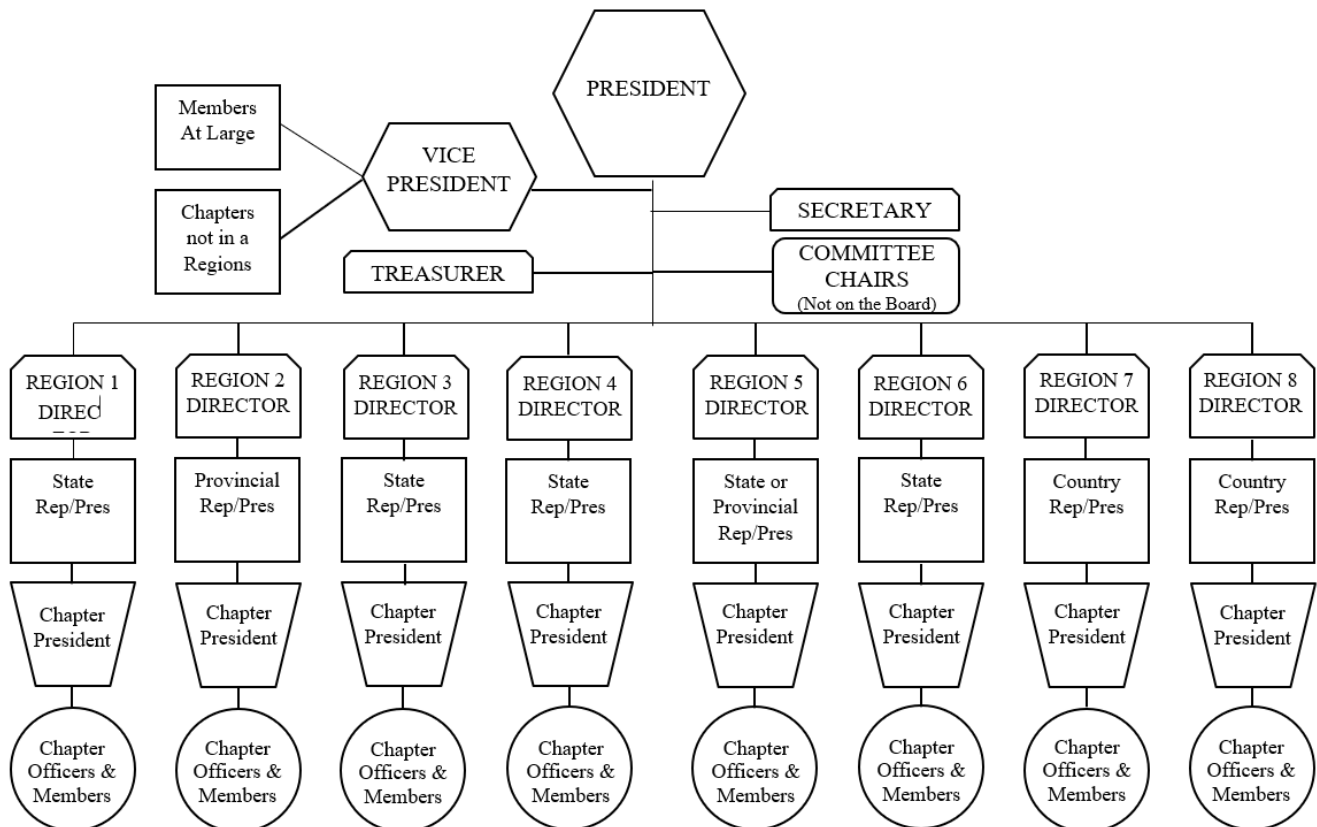 PRESIDENT
Members
At Large
VICE
PRESIDENT
Chapters
not in a
Regions
SECRETARY
TREASURER
COMMITTEE
CHAIRS
(Not on the Board)
REGION 1
DIREC
REGION 2
DIRECTOR
REGION 3
DIRECTOR
REGION 4
DIRECTOR
REGION 5
DIRECTOR
REGION 6
DIRECTOR
REGION 7
DIRECTOR
REGION 8
DIRECTOR
State
Rep/Pres
Provincial
Rep/Pres
State
Rep/Pres
State
Rep/Pres
State or
Provincial
Rep/Pres
State
Rep/Pres
Country
Rep/Pres
Country
Rep/Pres
Chapter
President
Chapter
President
Chapter
President
Chapter
President
Chapter
President
Chapter
President
Chapter
President
Chapter
President
Chapter
Officers &
Members
Chapter
Officers &
Members
Chapter
Officers &
Members
Chapter
Officers &
Members
Chapter
Officers &
Members
Chapter
Officers &
Members
Chapter
Officers &
Members
Chapter
Officers &
Members